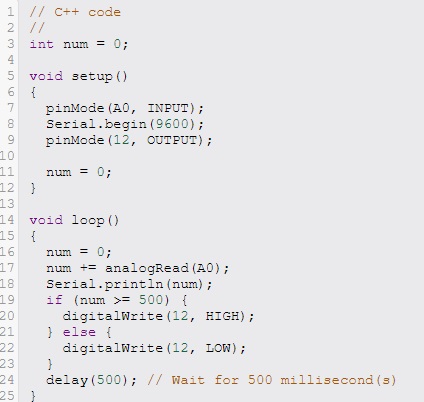 1 // C++ code
2 //
3 int num = 0;
4
5 void setup()
6 {
7   pinMode(A0, INPUT);
8   Serial.begin(9600);
9   pinMode(12, OUTPUT);
10
11   num = 0;
12 }
13
14 void loop()
15 {
16   num = 0;
17   num += analogRead(A0);
18   Serial.println(num);
19   if (num >= 500) {
20     digitalWrite(12, HIGH);
21   } else {
22     digitalWrite(12, LOW);
23   }
24   delay(500); // Wait for 500 millisecond(s)
25 }